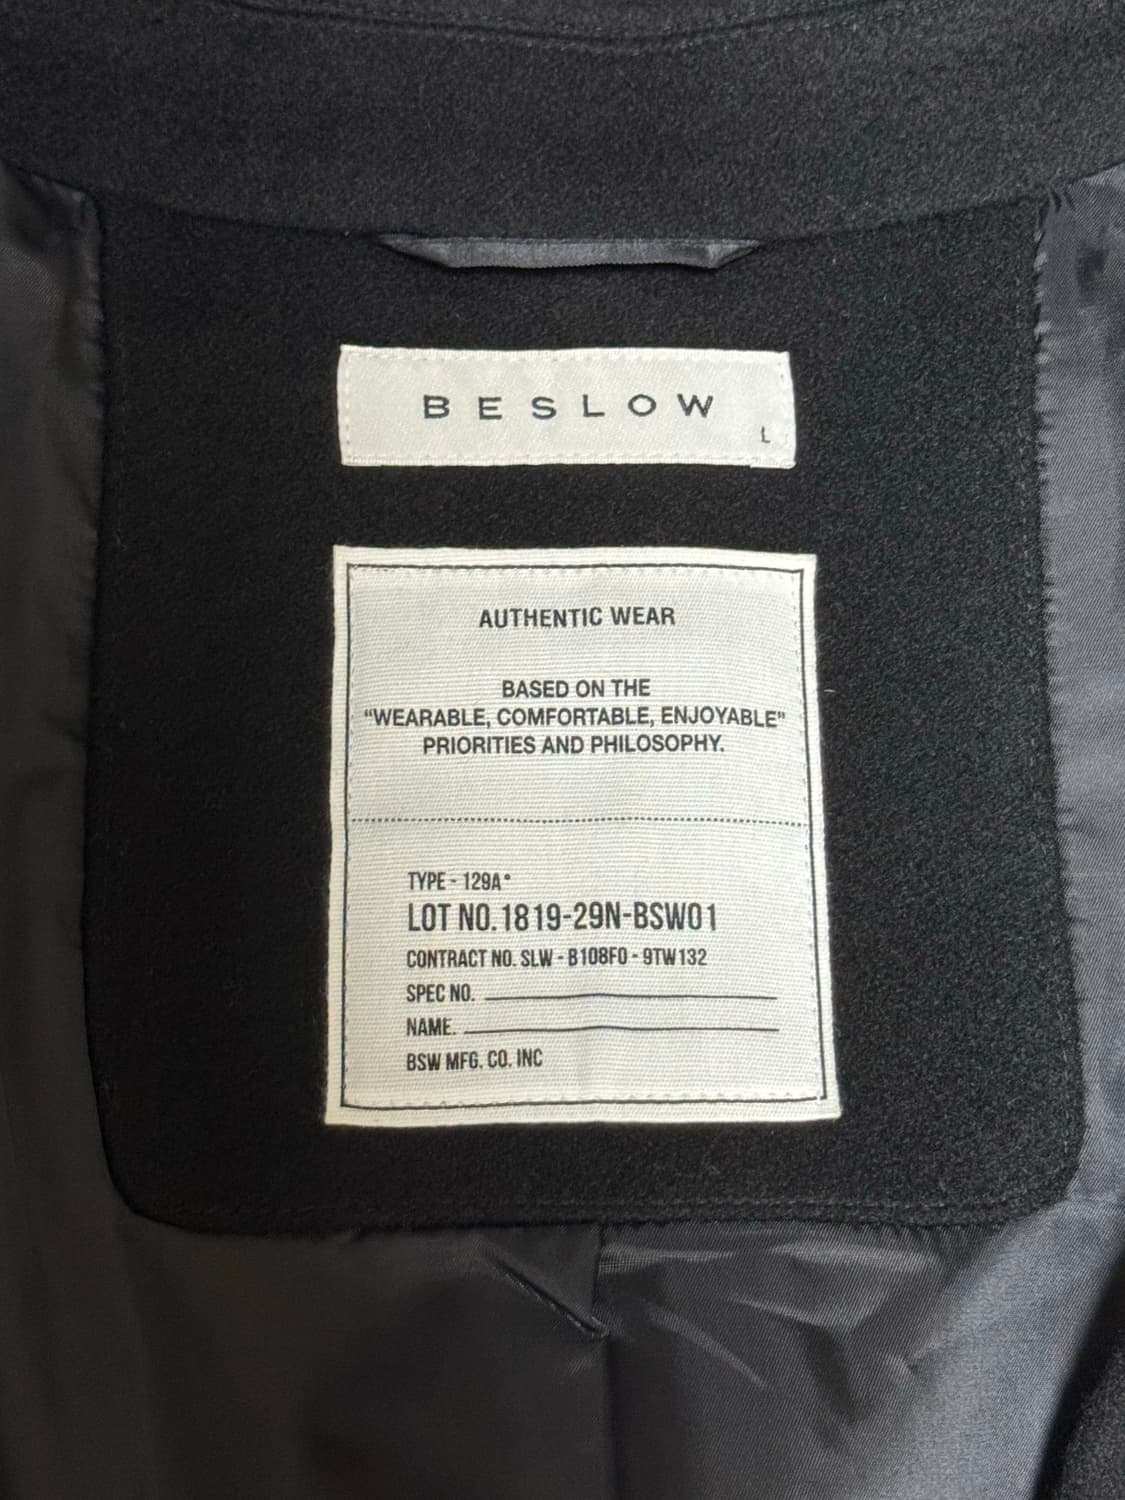 BESLOW
L
AUTHENTIC WEAR
BASED ON THE
“WEARABLE, COMFORTABLE, ENJOYABLE”
PRIORITIES AND PHILOSOPHY.
TYPE - 129A*
LOT NO.1819-29N-BSW01
CONTRACT NO. SLW - B108F0 - 9TW132
SPEC NO.
NAME.
BSW MFG. CO. INC